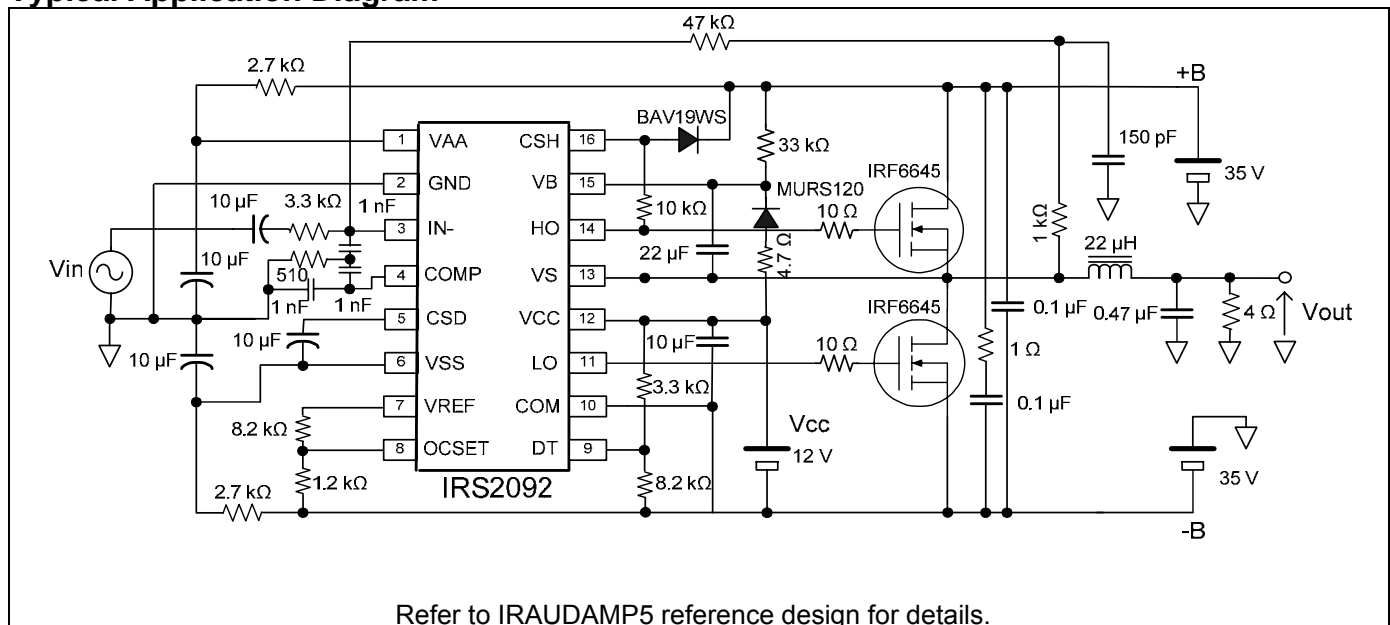 Typical Application Diagram
47 kΩ
2.7 kΩ
+B
BAV19WS
1 VAA
CSH 16
33 kΩ
150 pF
IRF6645
35 V
2 GND
VB 15
MURS120
10 µF
3.3 kΩ
1 nF
10 kΩ
10 Ω
1 kΩ
3 IN-
HO 14
22 µF
4.7 Ω
22 µH
10 µF
Vin
510
4 COMP
VS 13
1 nF
1 nF
IRF6645
0.1 µF
0.47 µF
4 Ω
Vout
5 CSD
VCC 12
10 µF
10 µF
10 Ω
1 Ω
10 µF
6 VSS
LO 11
3.3 kΩ
0.1 µF
7 VREF
COM 10
8.2 kΩ
Vcc
8 OCSET
DT 9
12 V
35 V
1.2 kΩ
8.2 kΩ
IRS2092
2.7 kΩ
-B
Refer to IRAUDAMP5 reference design for details.